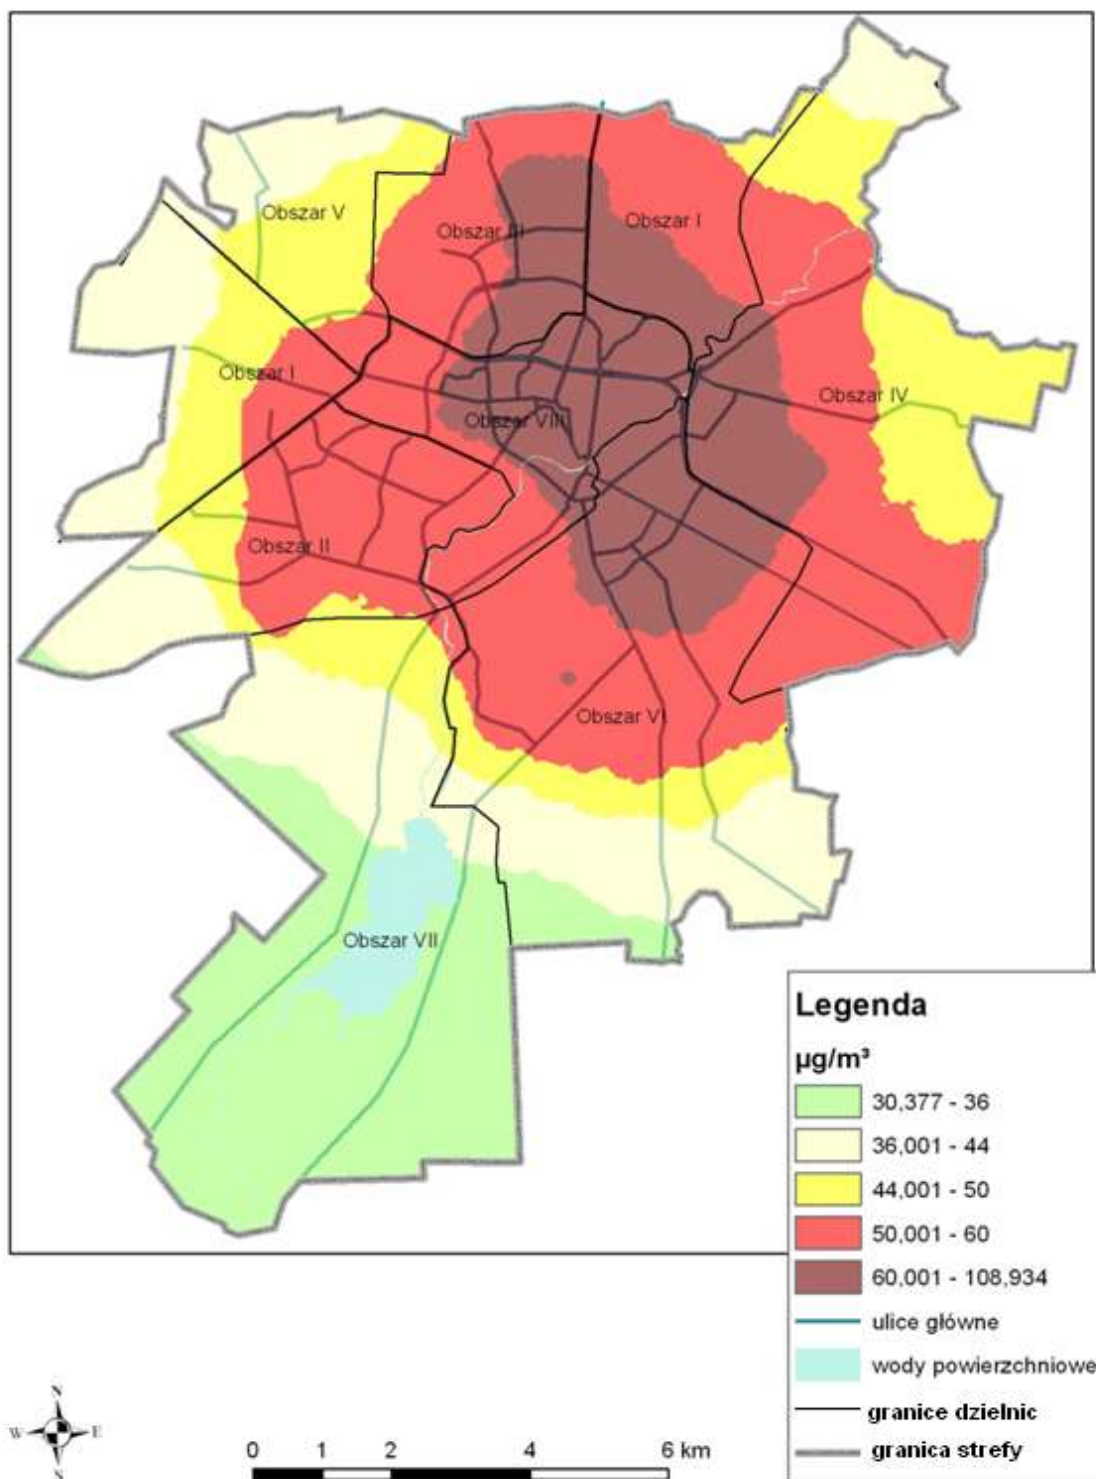 Obszar V
Obszar III
Obszar I
Obszar I
Obszar IV
Obszar VIII
Obszar II
Obszar VI
Obszar VII
Legenda
µg/m³
30,377 - 36
36,001 - 44
44,001 - 50
50,001 - 60
60,001 - 108,934
ulice główne
wody powierzchniowe
granice dzielnic
granica strefy
N
W E
S
0 1 2 4 6 km